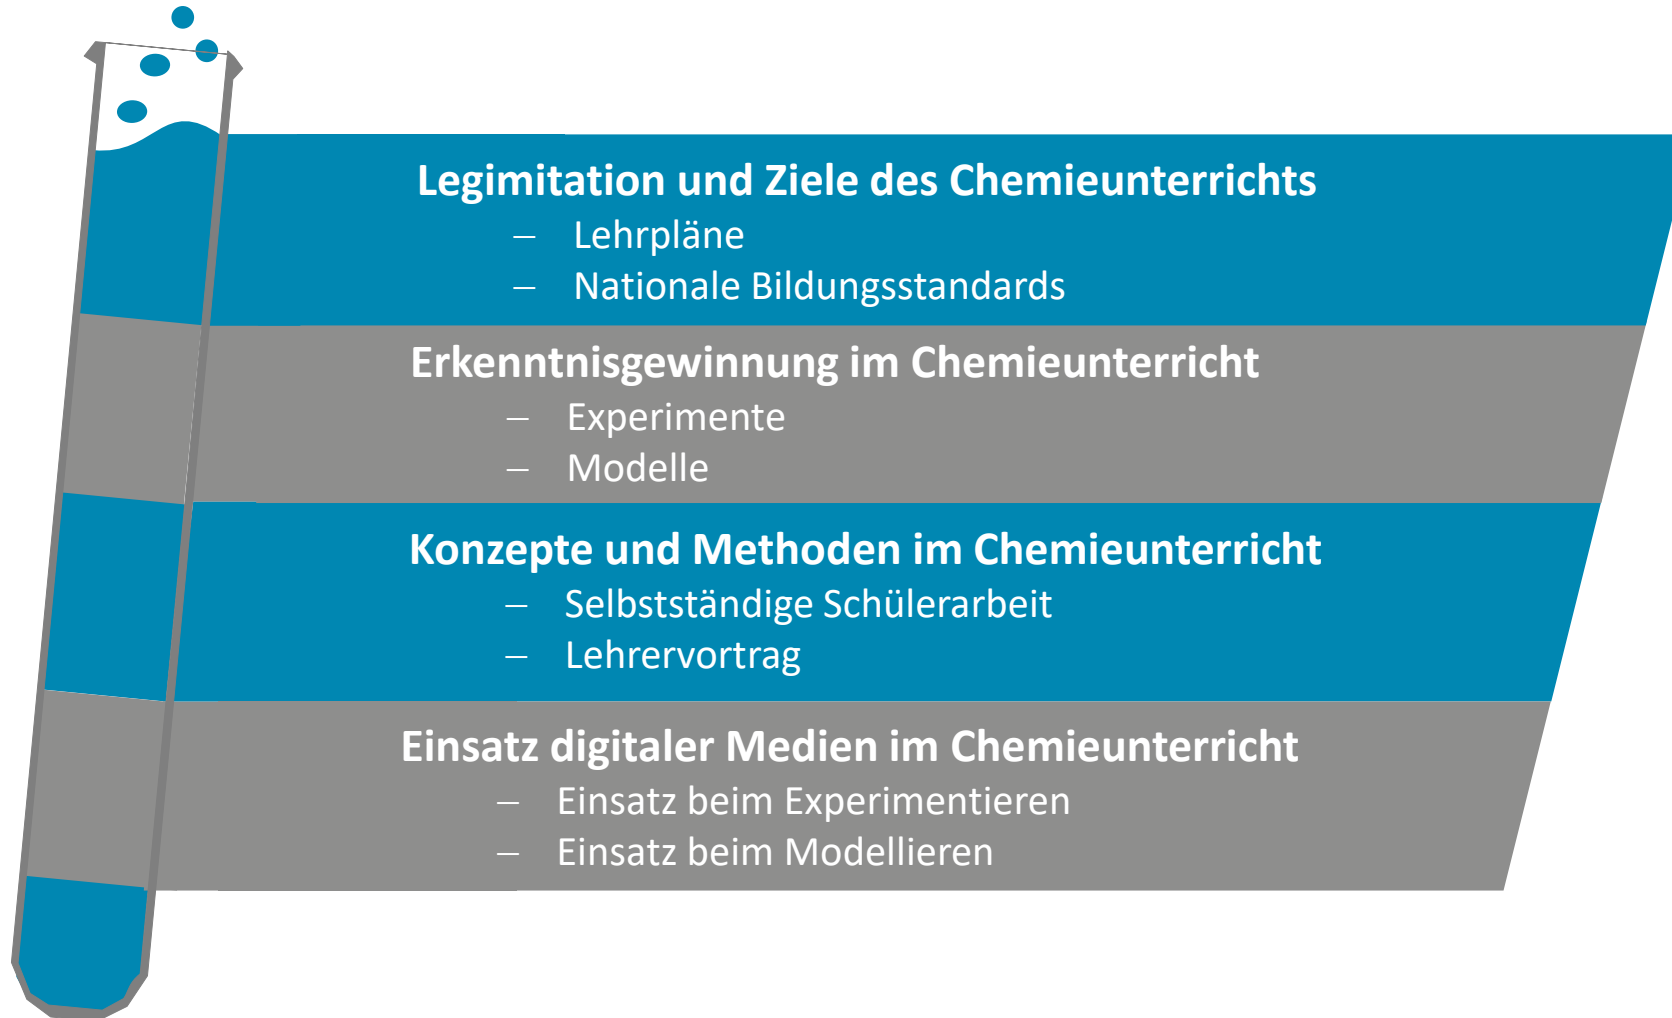 Legimitation und Ziele des Chemieunterrichts
– Lehrpläne
– Nationale Bildungsstandards
Erkenntnisgewinnung im Chemieunterricht
– Experimente
– Modelle
Konzepte und Methoden im Chemieunterricht
– Selbstständige Schülerarbeit
– Lehrervortrag
Einsatz digitaler Medien im Chemieunterricht
– Einsatz beim Experimentieren
– Einsatz beim Modellieren